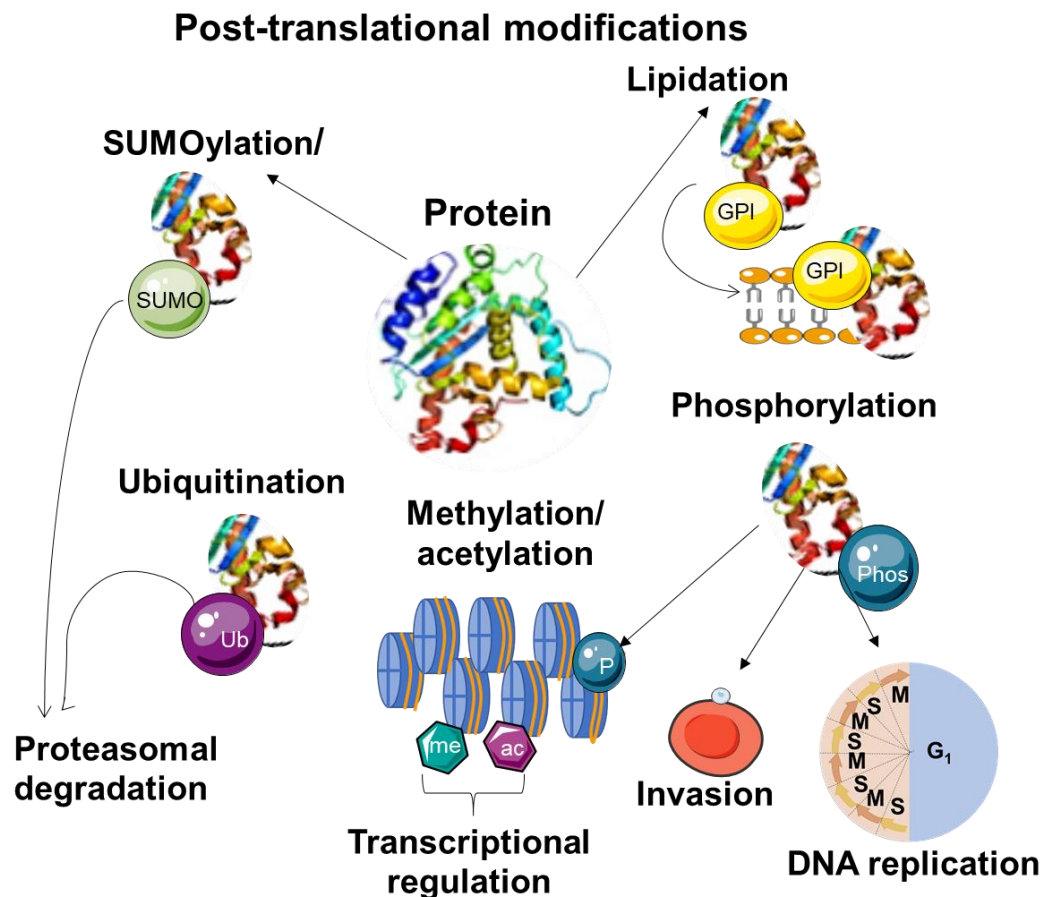 Post-translational modifications
Lipidation
SUMOylation/
Protein
GPI
GPI
SUMO
Phosphorylation
Ubiquitination
Methylation/
acetylation
Phos
Ub
P
me
ac
Proteasomal
degradation
Invasion
M
S
M
S
M
S
M
S
G₁
Transcriptional
regulation
DNA replication